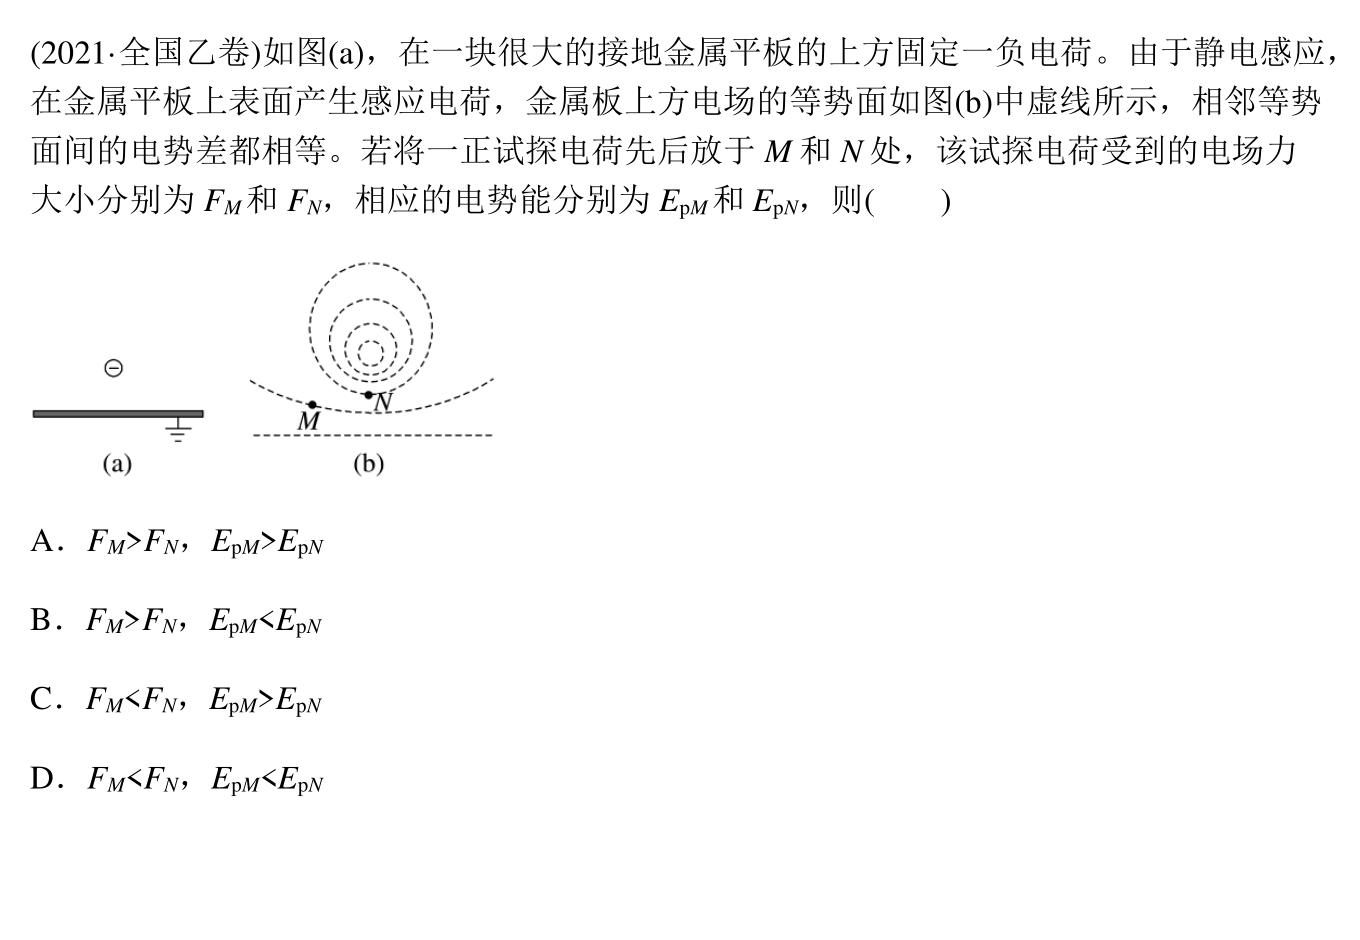 (2021·全国乙卷)如图(a)，在一块很大的接地金属平板的上方固定一负电荷。由于静电感应，
在金属平板上表面产生感应电荷，金属板上方电场的等势面如图(b)中虚线所示，相邻等势
面间的电势差都相等。若将一正试探电荷先后放于 M 和 N 处，该试探电荷受到的电场力
大小分别为 FM和 FN，相应的电势能分别为 EpM和 EpN，则(　　)
M
N
(a)
(b)
A．FM>FN，EpM>EpN
B．FM>FN，EpM<EpN
C．FM<FN，EpM>EpN
D．FM<FN，EpM<EpN